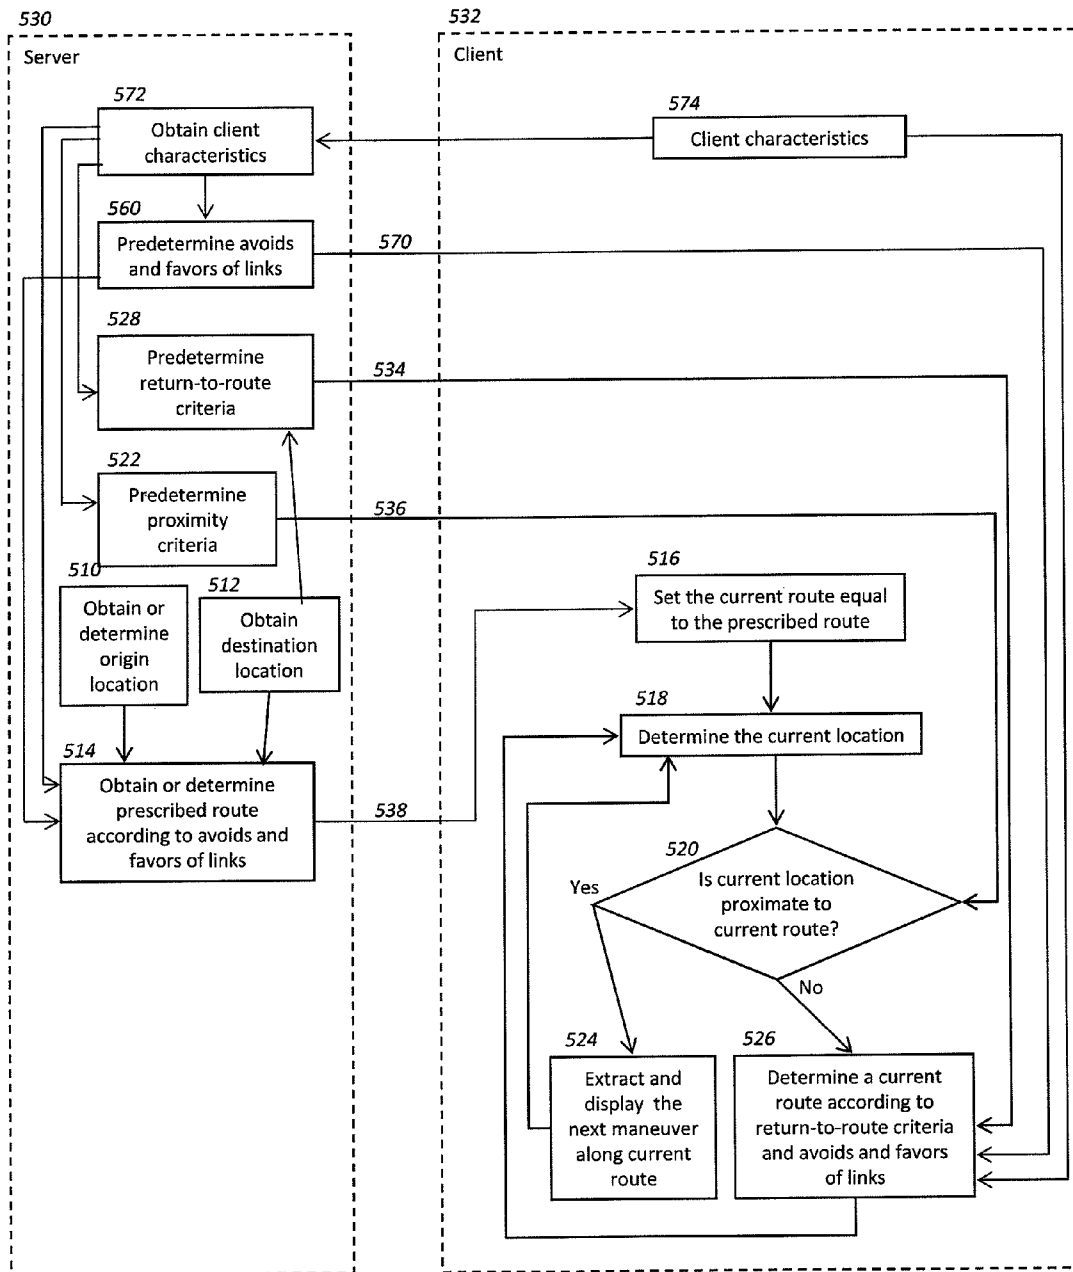 530
Server
572
Obtain client
characteristics
560
Predetermine avoids
and favors of links
528
Predetermine
return-to-route
criteria
522
Predetermine
proximity
criteria
510
Obtain or
determine
origin
location
512
Obtain
destination
location
514
Obtain or determine
prescribed route
according to avoids and
favors of links
570
534
536
538
532
Client
574
Client characteristics
516
Set the current route equal
to the prescribed route
518
Determine the current location
520
Is current location
proximate to
current route?
Yes
No
524
Extract and
display the
next maneuver
along current
route
526
Determine a current
route according to
return-to-route criteria
and avoids and favors
of links